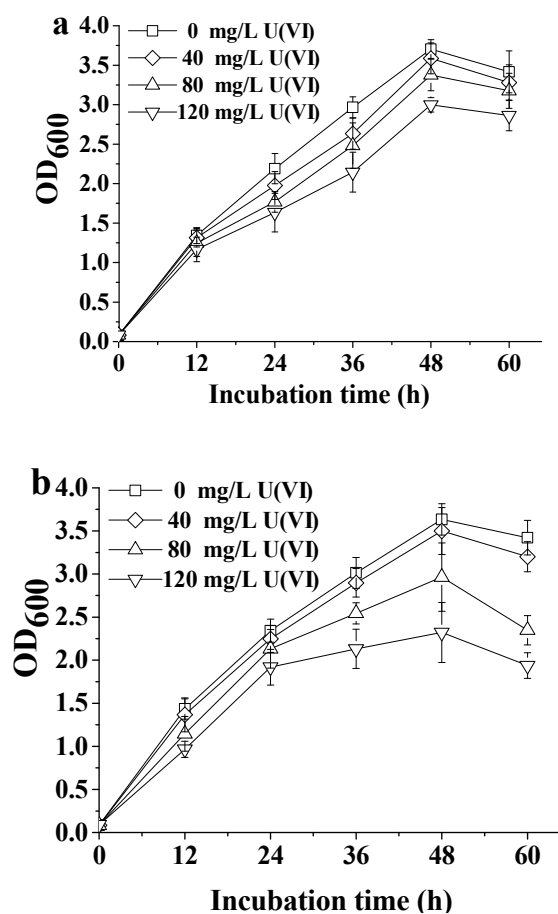 a
0 mg/L U(VI)
40 mg/L U(VI)
80 mg/L U(VI)
120 mg/L U(VI)
OD600
4.0
3.5
3.0
2.5
2.0
1.5
1.0
0.5
0.0
0 12 24 36 48 60
Incubation time (h)
b
0 mg/L U(VI)
40 mg/L U(VI)
80 mg/L U(VI)
120 mg/L U(VI)
OD600
4.0
3.5
3.0
2.5
2.0
1.5
1.0
0.5
0.0
0 12 24 36 48 60
Incubation time (h)